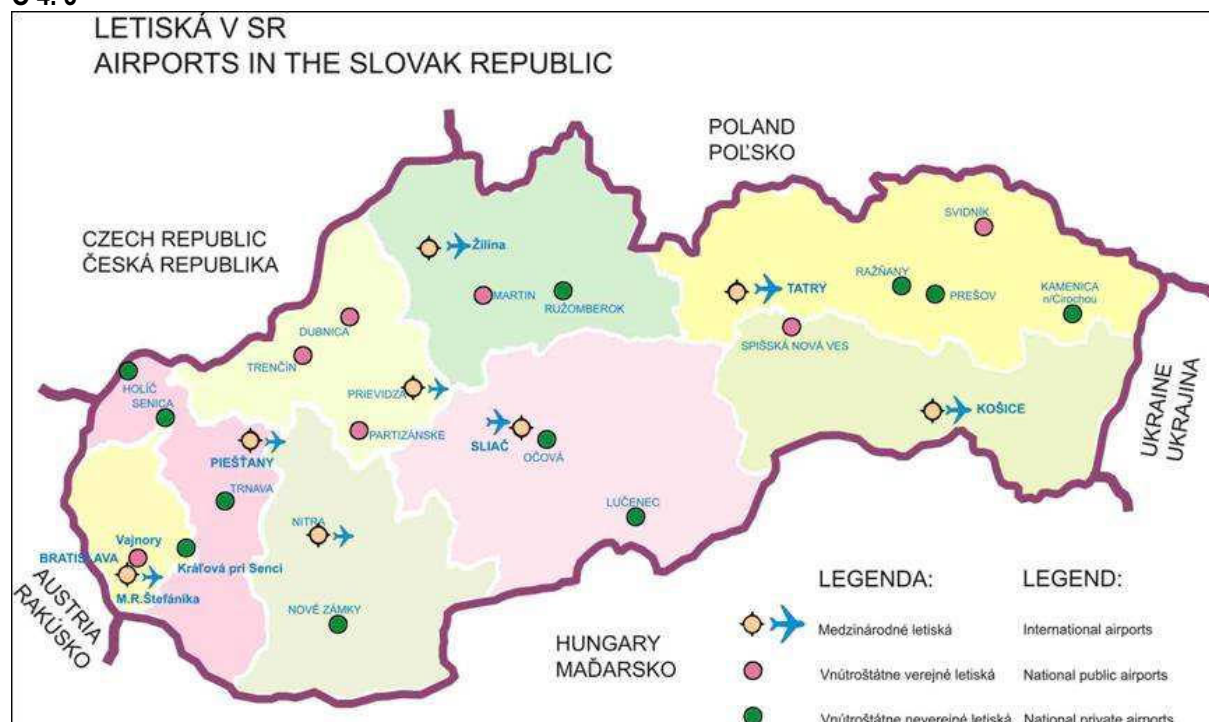 LETISKÁ V SR
AIRPORTS IN THE SLOVAK REPUBLIC
POLAND
POĽSKO
CZECH REPUBLIC
ČESKÁ REPUBLIKA
SVIDNÍK
Žilina
MARTIN
RUŽOMBEROK
TATRY
RAŽŇANY
PREŠOV
KAMENICA
n/Cirochou
DUBNICA
TRENČÍN
SPIŠSKÁ NOVÁ VES
HOLÍČ
SENICA
PRIEVIDZA
PARTIZÁNSKE
SLIAČ
OČOVÁ
KOŠICE
UKRAINE
UKRAJINA
PIEŠŤANY
TRNAVA
LUČENEC
NITRA
Vajnory
BRATISLAVA
Kráľová pri Senci
M.R.Štefánika
AUSTRIA
RAKÚSKO
NOVÉ ZÁMKY
HUNGARY
MAĎARSKO
LEGENDA: LEGEND:
Medzinárodné letiská International airports
Vnútroštátne verejné letiská National public airports
Vnútroštátne neverejné letiská National private airports